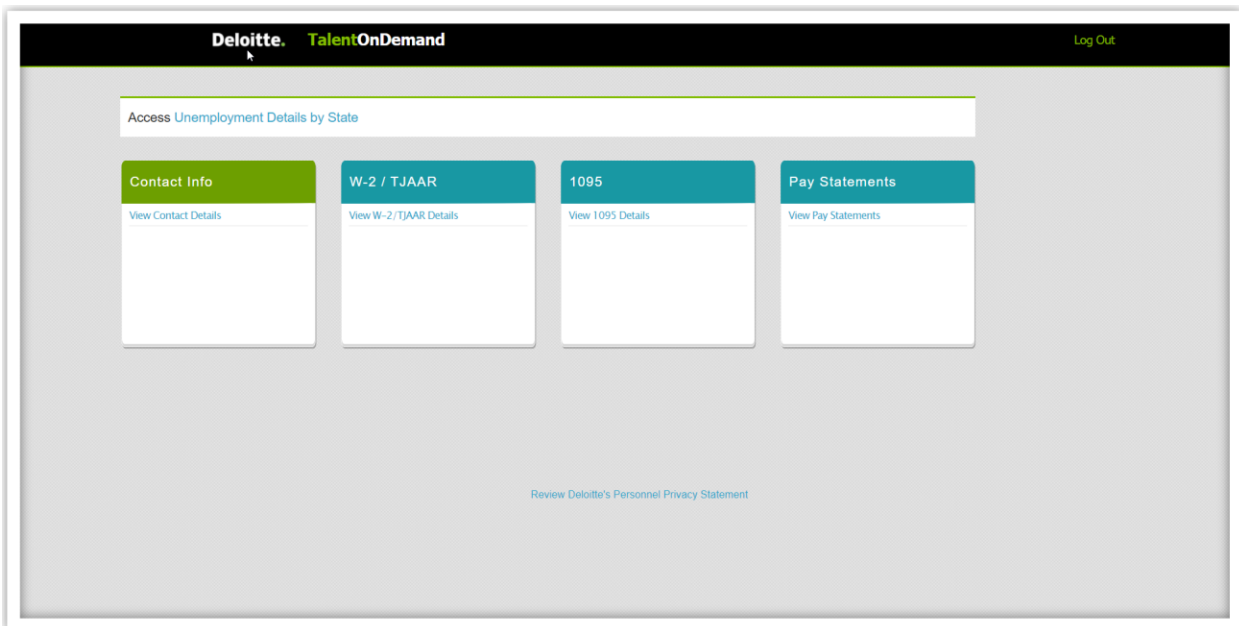 Deloitte. TalentOnDemand
Log Out
Access Unemployment Details by State
Contact Info
View Contact Details
W-2 / TJAAR
View W-2/TJAAR Details
1095
View 1095 Details
Pay Statements
View Pay Statements
Review Deloitte's Personnel Privacy Statement